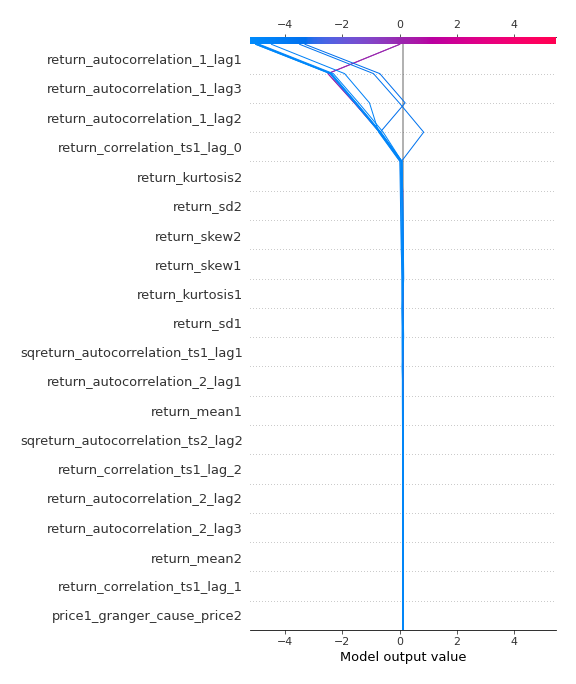 −4 −2 0 2 4
return_autocorrelation_1_lag1
return_autocorrelation_1_lag3
return_autocorrelation_1_lag2
return_correlation_ts1_lag_0
return_kurtosis2
return_sd2
return_skew2
return_skew1
return_kurtosis1
return_sd1
sqreturn_autocorrelation_ts1_lag1
return_autocorrelation_2_lag1
return_mean1
sqreturn_autocorrelation_ts2_lag2
return_correlation_ts1_lag_2
return_autocorrelation_2_lag2
return_autocorrelation_2_lag3
return_mean2
return_correlation_ts1_lag_1
price1_granger_cause_price2
−4 −2 0 2 4
Model output value